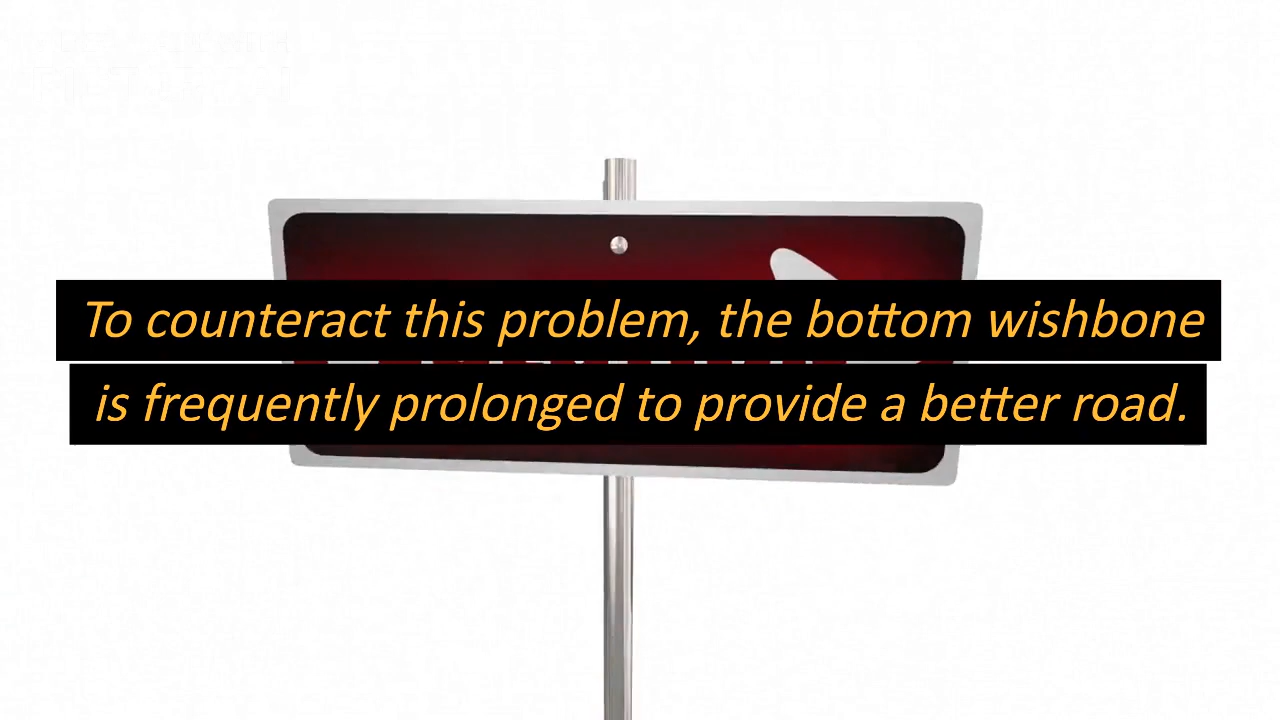 To counteract this problem, the bottom wishbone
is frequently prolonged to provide a better road.